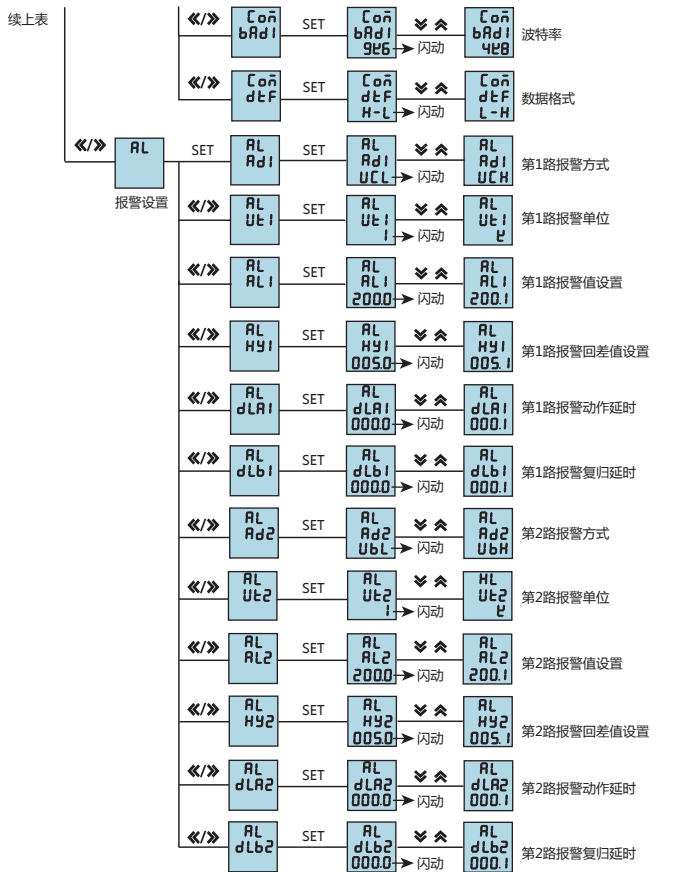 续上表
《/》 Con bAd1 SET Con bAd1 9k6 闪动 Con bAd1 4k8 波特率
《/》 Con dtF SET Con dtF H-L 闪动 Con dtF L-H 数据格式
《/》 AL SET AL Ad1 SET AL Ad1 UCL 闪动 AL Ad1 UCH 第1路报警方式
报警设置
《/》 AL Ut1 SET AL Ut1 1 闪动 AL Ut1 k 第1路报警单位
《/》 AL AL1 SET AL AL1 200.0 闪动 AL AL1 200.1 第1路报警值设置
《/》 AL HY1 SET AL HY1 005.0 闪动 AL HY1 005.1 第1路报警回差值设置
《/》 AL dLA1 SET AL dLA1 000.0 闪动 AL dLA1 000.1 第1路报警动作延时
《/》 AL dLb1 SET AL dLb1 000.0 闪动 AL dLb1 000.1 第1路报警复归延时
《/》 AL Ad2 SET AL Ad2 UbL 闪动 AL Ad2 UbH 第2路报警方式
《/》 AL Ut2 SET AL Ut2 1 闪动 HL Ut2 k 第2路报警单位
《/》 AL AL2 SET AL AL2 200.0 闪动 AL AL2 200.1 第2路报警值设置
《/》 AL HY2 SET AL HY2 005.0 闪动 AL HY2 005.1 第2路报警回差值设置
《/》 AL dLA2 SET AL dLA2 000.0 闪动 AL dLA2 000.1 第2路报警动作延时
《/》 AL dLb2 SET AL dLb2 000.0 闪动 AL dLb2 000.1 第2路报警复归延时